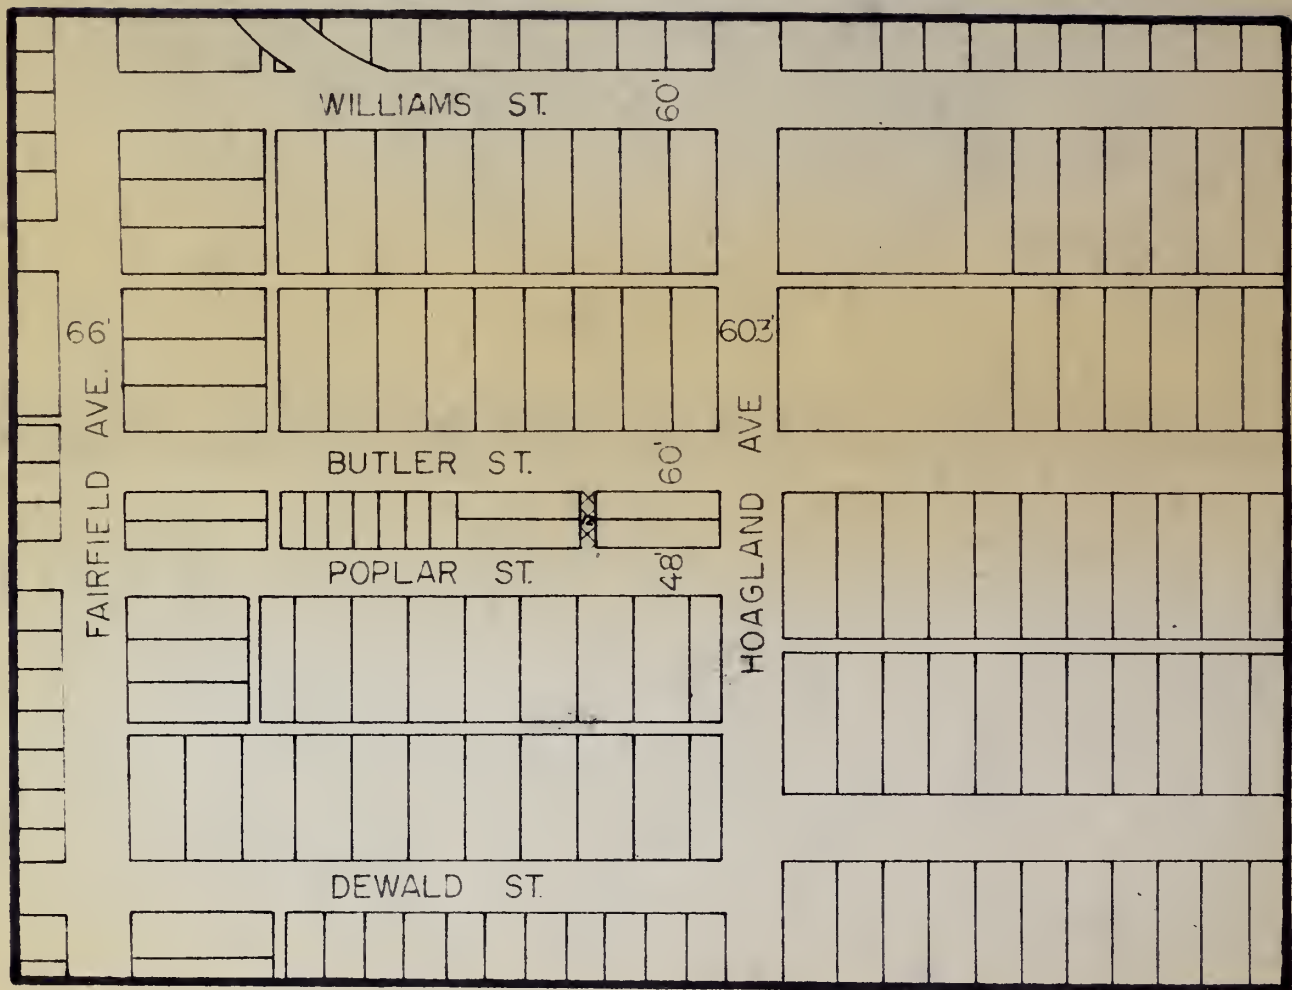 WILLIAMS ST.
60'
66'
603'
FAIRFIELD AVE.
HOAGLAND AVE
BUTLER ST.
60'
POPLAR ST.
48'
DEWALD ST.